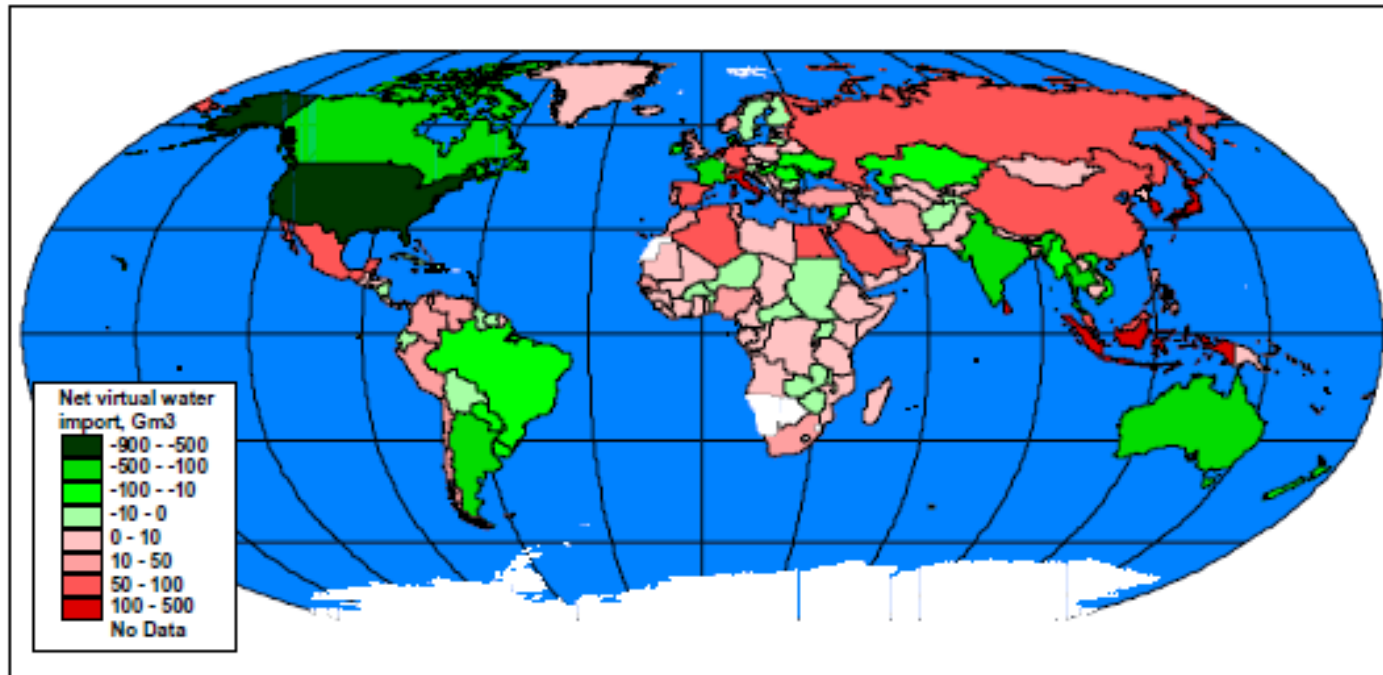 Net virtual water
import, Gm3
-900 - -500
-500 - -100
-100 - -10
-10 - 0
0 - 10
10 - 50
50 - 100
100 - 500
No Data